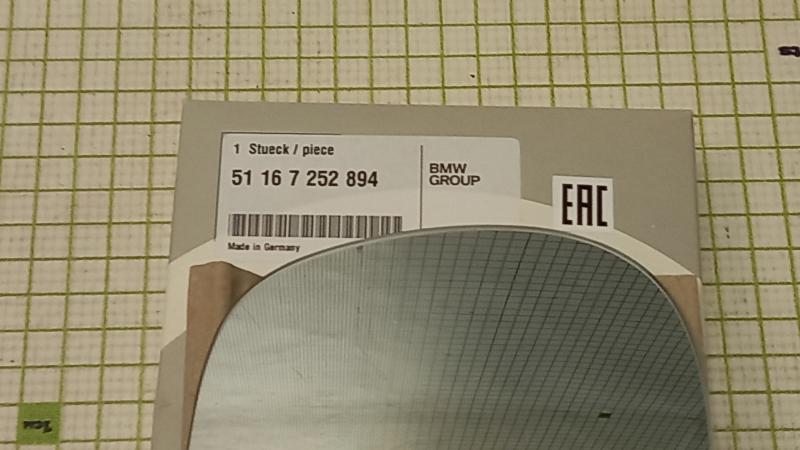 1 Stueck / piece
51 16 7 252 894
BMW
GROUP
EAC
Made in Germany